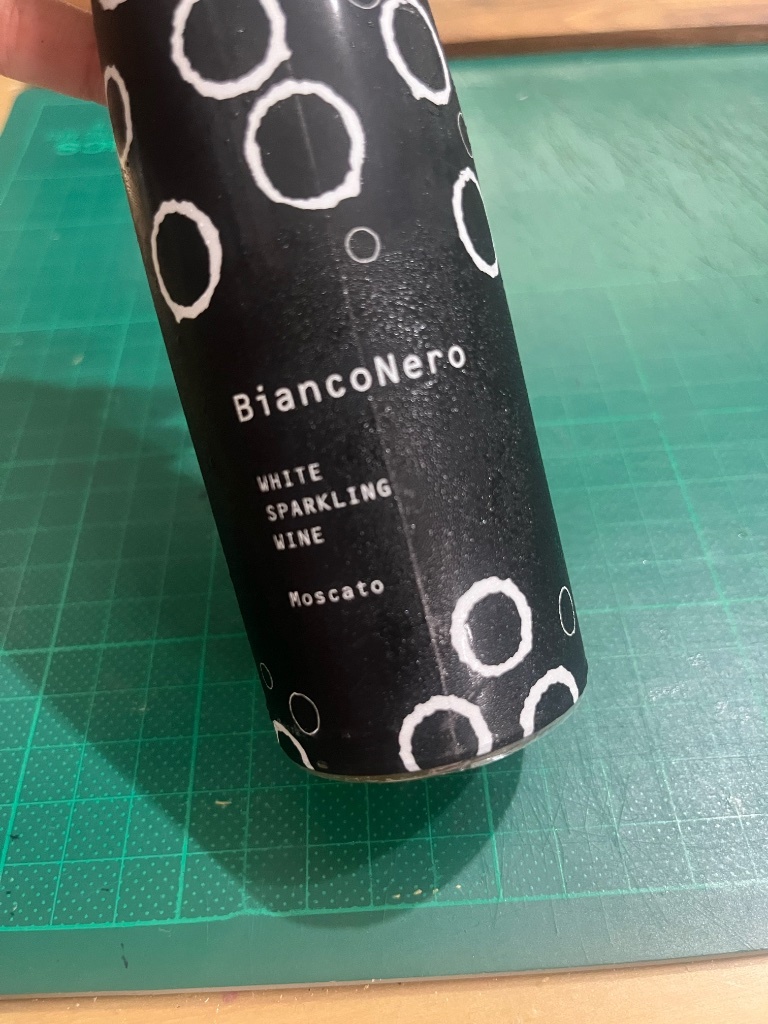 BiancoNero
WHITE
SPARKLING
WINE
Moscato